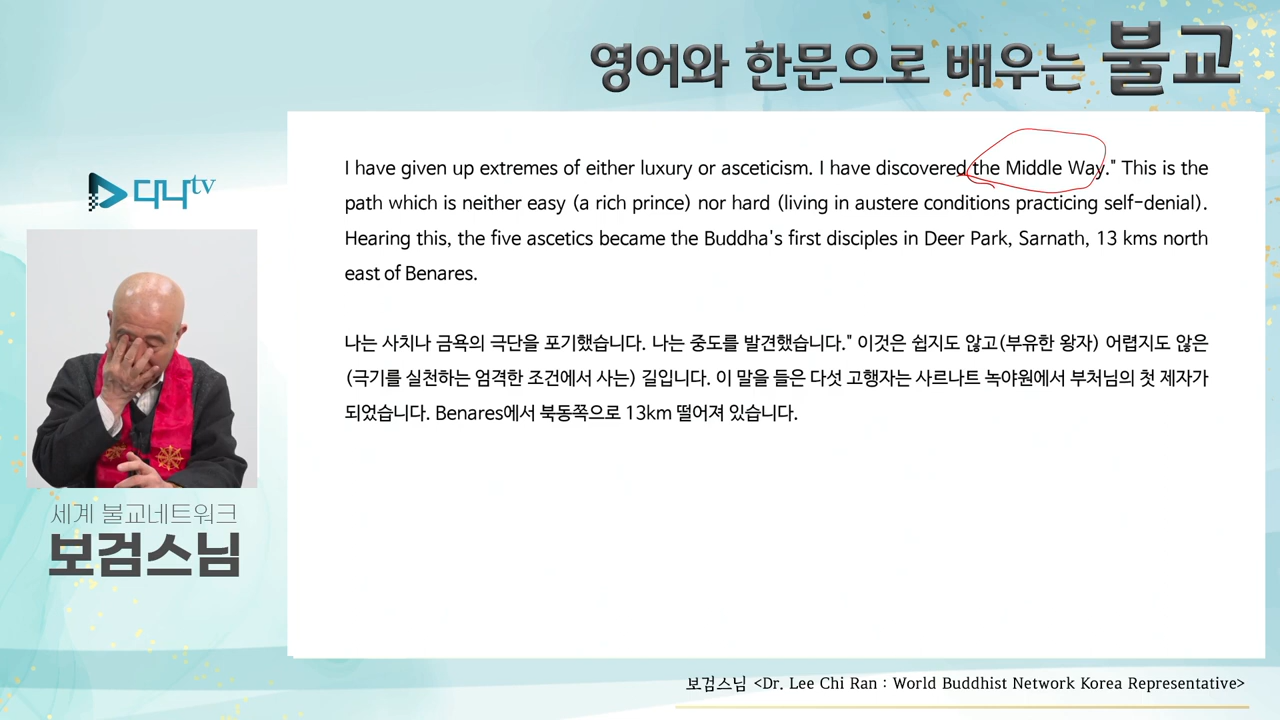 영어와 한문으로 배우는 불교
디나tv
I have given up extremes of either luxury or asceticism. I have discovered the Middle Way." This is the
path which is neither easy (a rich prince) nor hard (living in austere conditions practicing self-denial).
Hearing this, the five ascetics became the Buddha's first disciples in Deer Park, Sarnath, 13 kms north
east of Benares.
나는 사치나 금욕의 극단을 포기했습니다. 나는 중도를 발견했습니다." 이것은 쉽지도 않고(부유한 왕자) 어렵지도 않은
(극기를 실천하는 엄격한 조건에서 사는) 길입니다. 이 말을 들은 다섯 고행자는 사르나트 녹야원에서 부처님의 첫 제자가
되었습니다. Benares에서 북동쪽으로 13km 떨어져 있습니다.
세계 불교네트워크
보검스님
보검스님 <Dr. Lee Chi Ran : World Buddhist Network Korea Representative>